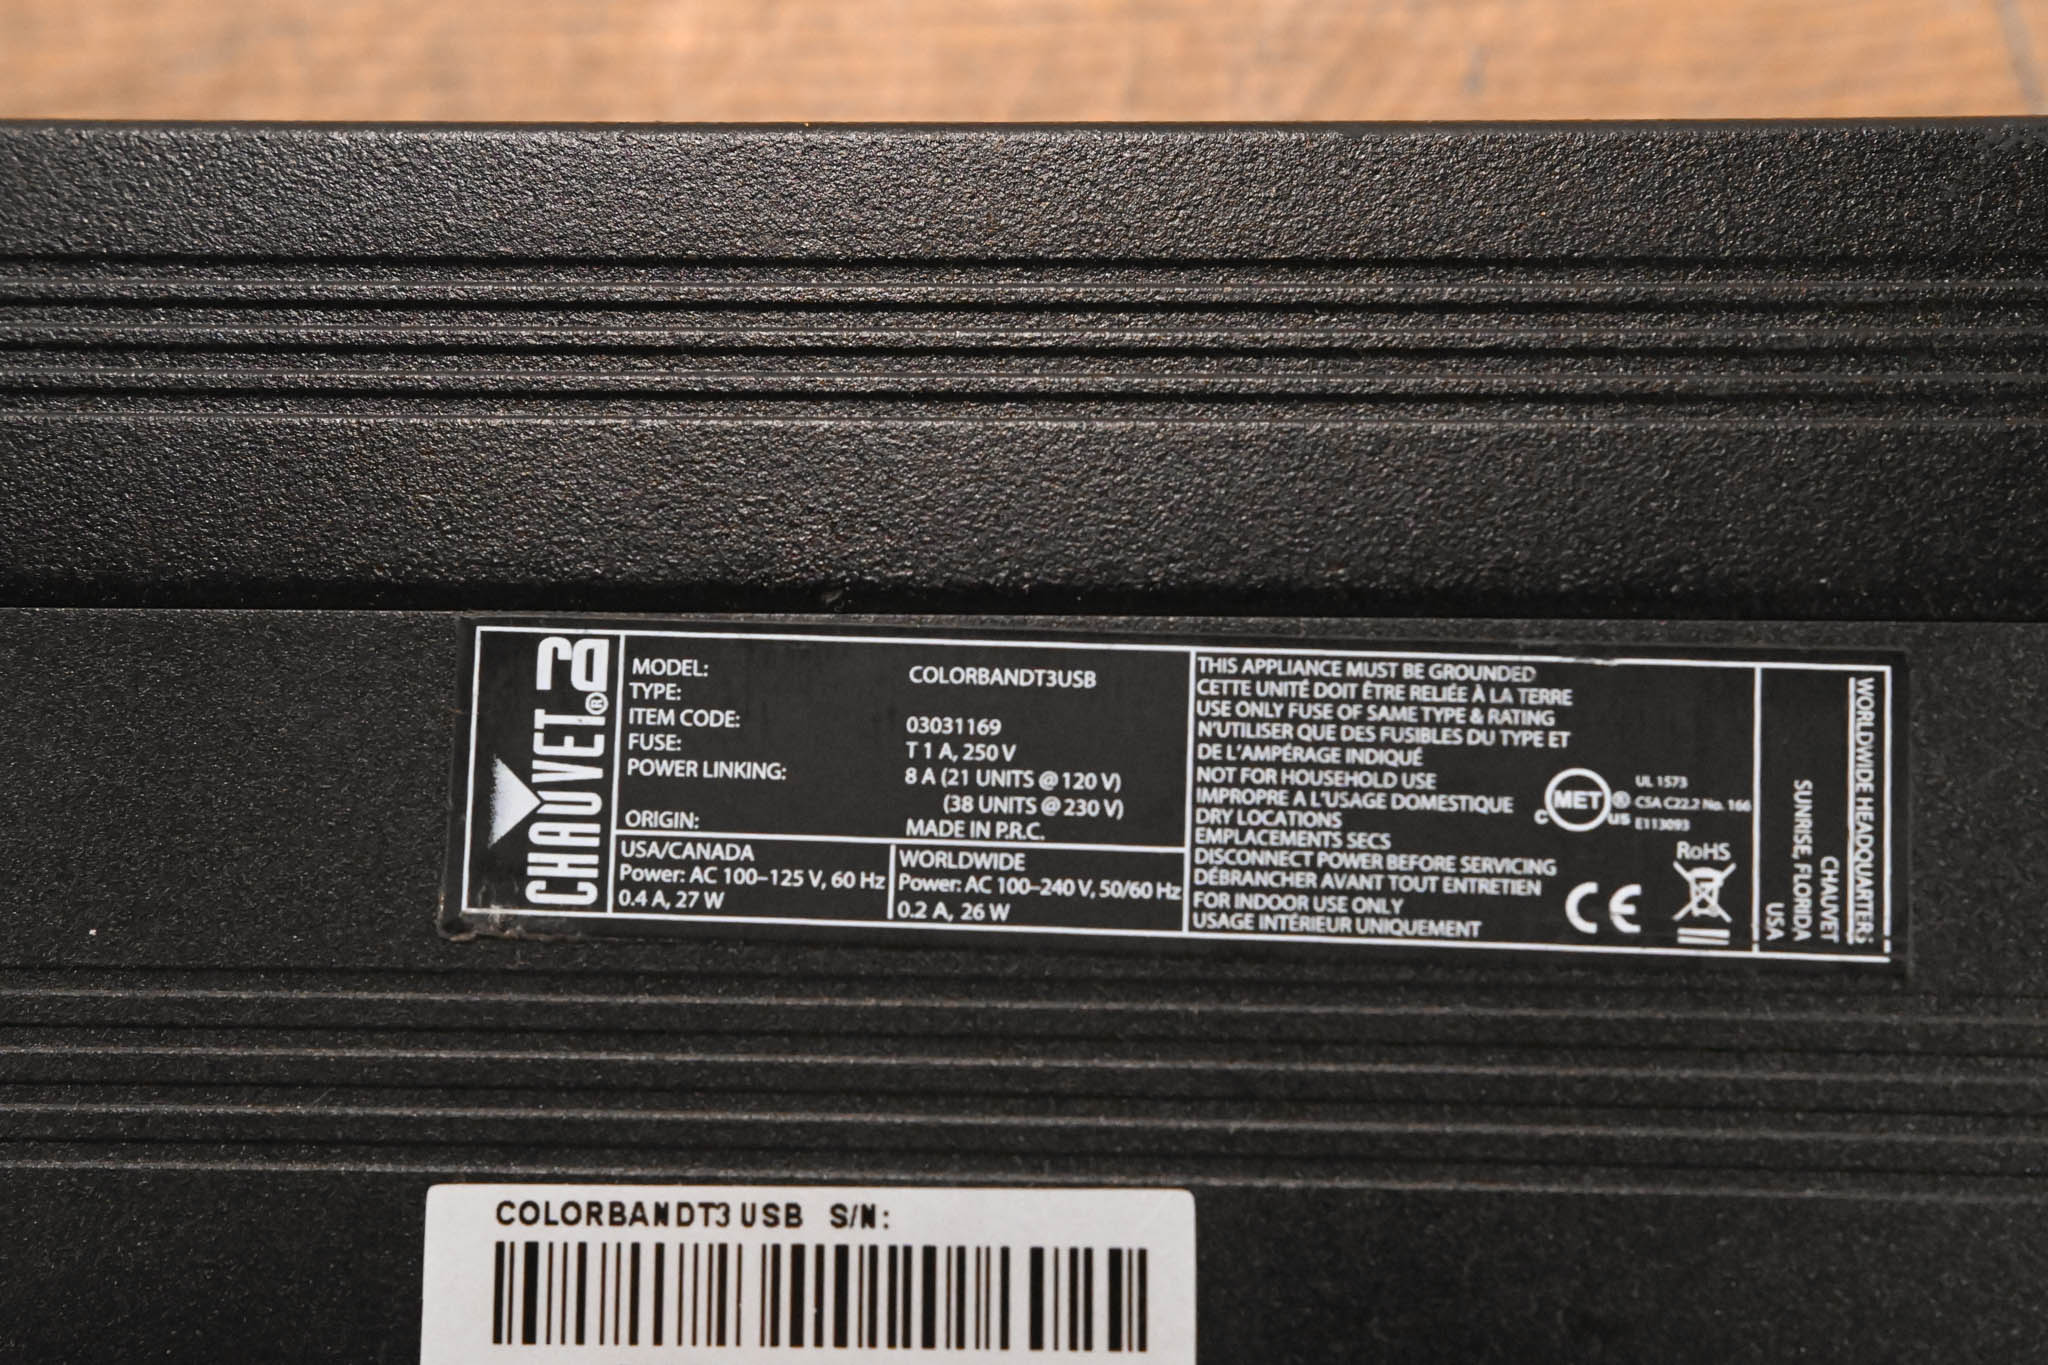 CHAUVET® DJ
MODEL: COLORBANDT3USB
TYPE:
ITEM CODE: 03031169
FUSE: T 1 A, 250 V
POWER LINKING: 8 A (21 UNITS @ 120 V)
(38 UNITS @ 230 V)
ORIGIN: MADE IN P.R.C.
USA/CANADA
Power: AC 100–125 V, 60 Hz
0.4 A, 27 W
WORLDWIDE
Power: AC 100–240 V, 50/60 Hz
0.2 A, 26 W
THIS APPLIANCE MUST BE GROUNDED
CETTE UNITÉ DOIT ÊTRE RELIÉE À LA TERRE
USE ONLY FUSE OF SAME TYPE & RATING
N'UTILISER QUE DES FUSIBLES DU TYPE ET
DE L'AMPÉRAGE INDIQUÉ
NOT FOR HOUSEHOLD USE
IMPROPRE A L'USAGE DOMESTIQUE
DRY LOCATIONS
EMPLACEMENTS SECS
DISCONNECT POWER BEFORE SERVICING
DÉBRANCHER AVANT TOUT ENTRETIEN
FOR INDOOR USE ONLY
USAGE INTÉRIEUR UNIQUEMENT
c MET® us
UL 1573
CSA C22.2 No. 166
E113093
CE
RoHS
WORLDWIDE HEADQUARTERS
CHAUVET
SUNRISE, FLORIDA
USA
COLORBANDT3 USB S/N: